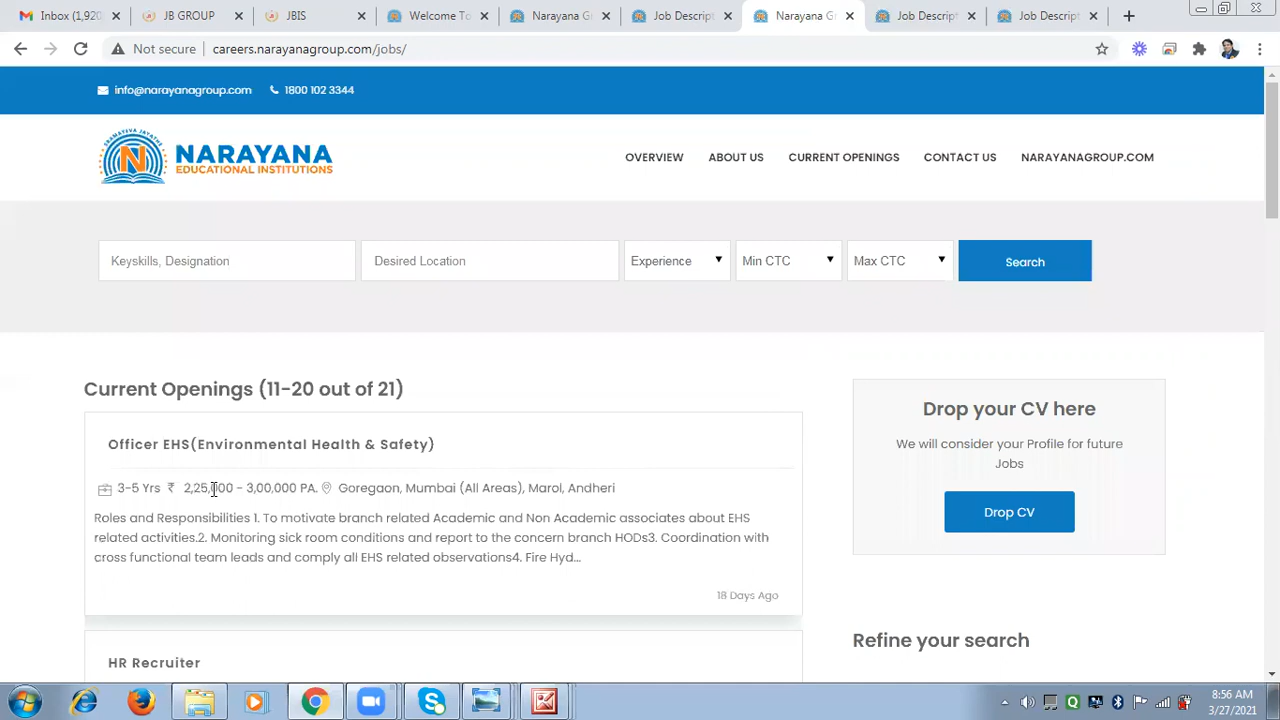 Inbox (1,920
JB GROUP
JBIS
Welcome To
Narayana Gr
Job Descript
Narayana Gr
Job Descript
Job Descript
Not secure
careers.narayanagroup.com/jobs/
info@narayanagroup.com
1800 102 3344
NARAYANA
EDUCATIONAL INSTITUTIONS
OVERVIEW
ABOUT US
CURRENT OPENINGS
CONTACT US
NARAYANAGROUP.COM
Keyskills, Designation
Desired Location
Experience
Min CTC
Max CTC
Search
Current Openings (11-20 out of 21)
Officer EHS(Environmental Health & Safety)
3-5 Yrs ₹ 2,25,000 - 3,00,000 PA. Goregaon, Mumbai (All Areas), Marol, Andheri
Roles and Responsibilities 1. To motivate branch related Academic and Non Academic associates about EHS
related activities.2. Monitoring sick room conditions and report to the concern branch HODs3. Coordination with
cross functional team leads and comply all EHS related observations4. Fire Hyd...
18 Days Ago
HR Recruiter
Drop your CV here
We will consider your Profile for future
Jobs
Drop CV
Refine your search
8:56 AM
3/27/2021